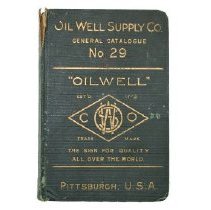 OIL WELL SUPPLY CO.
GENERAL CATALOGUE
No 29
"OILWELL"
EST'D
C O
TRADE MARK
THE SIGN FOR QUALITY
ALL OVER THE WORLD.
PITTSBURGH, U.S.A.